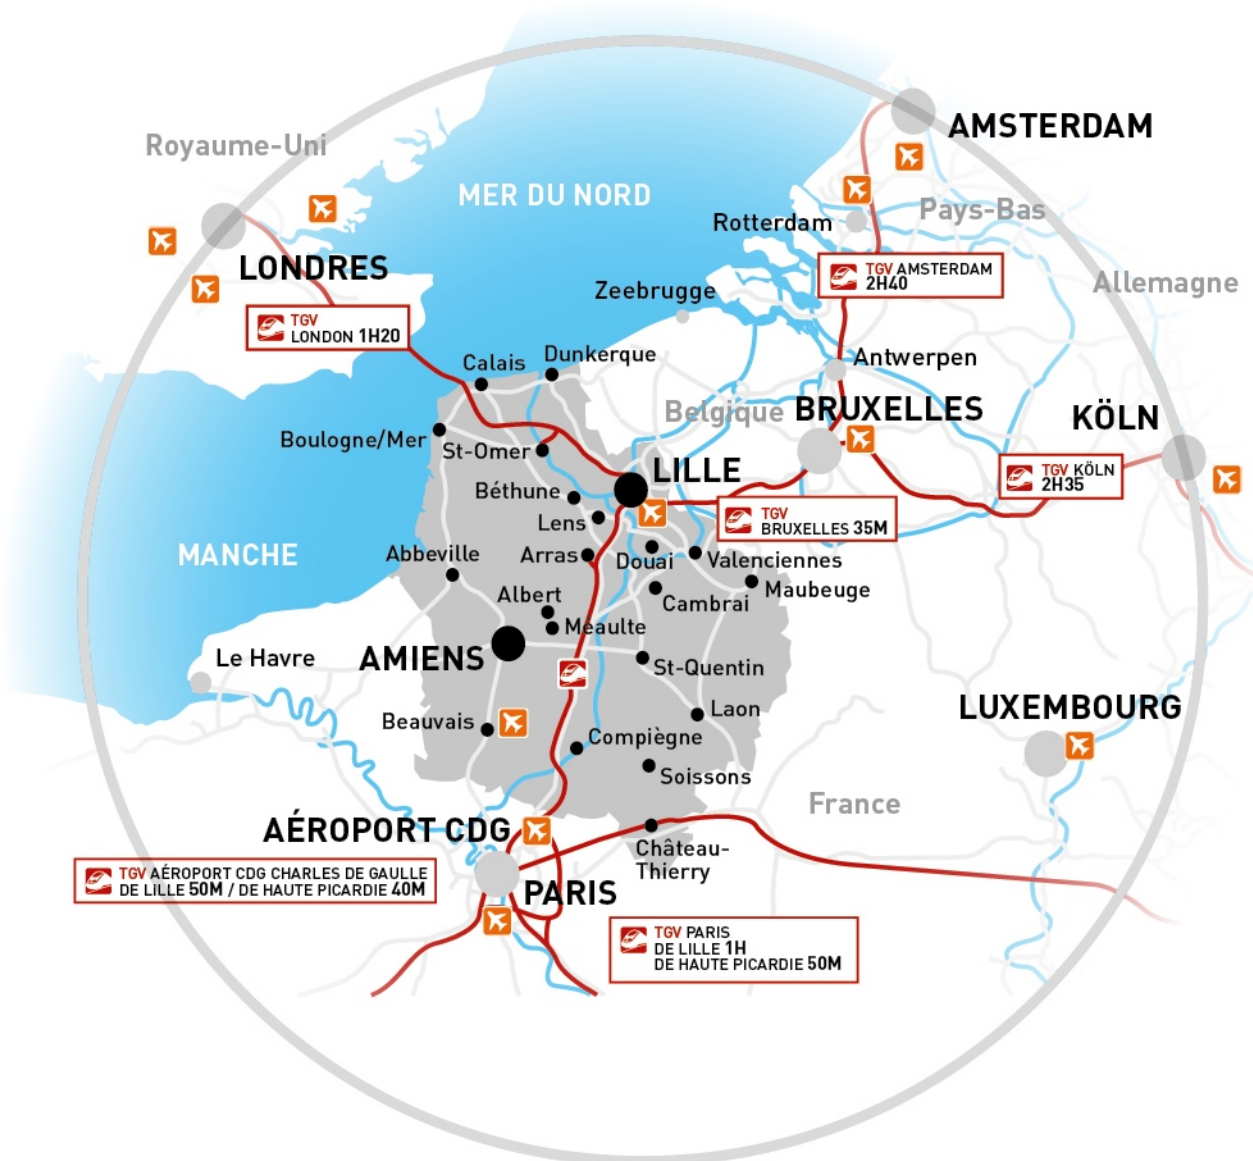 AMSTERDAM
Royaume-Uni
MER DU NORD
Pays-Bas
Rotterdam
LONDRES
TGV AMSTERDAM
2H40
Allemagne
Zeebrugge
TGV
LONDON 1H20
Calais
Dunkerque
Antwerpen
Belgique
BRUXELLES
KÖLN
Boulogne/Mer
St-Omer
LILLE
TGV KÖLN
2H35
Béthune
Lens
TGV
BRUXELLES 35M
MANCHE
Abbeville
Arras
Douai
Valenciennes
Maubeuge
Albert
Cambrai
Méaulte
Le Havre
AMIENS
St-Quentin
Laon
LUXEMBOURG
Beauvais
Compiègne
Soissons
France
AÉROPORT CDG
Château-
Thierry
TGV AÉROPORT CDG CHARLES DE GAULLE
DE LILLE 50M / DE HAUTE PICARDIE 40M
PARIS
TGV PARIS
DE LILLE 1H
DE HAUTE PICARDIE 50M